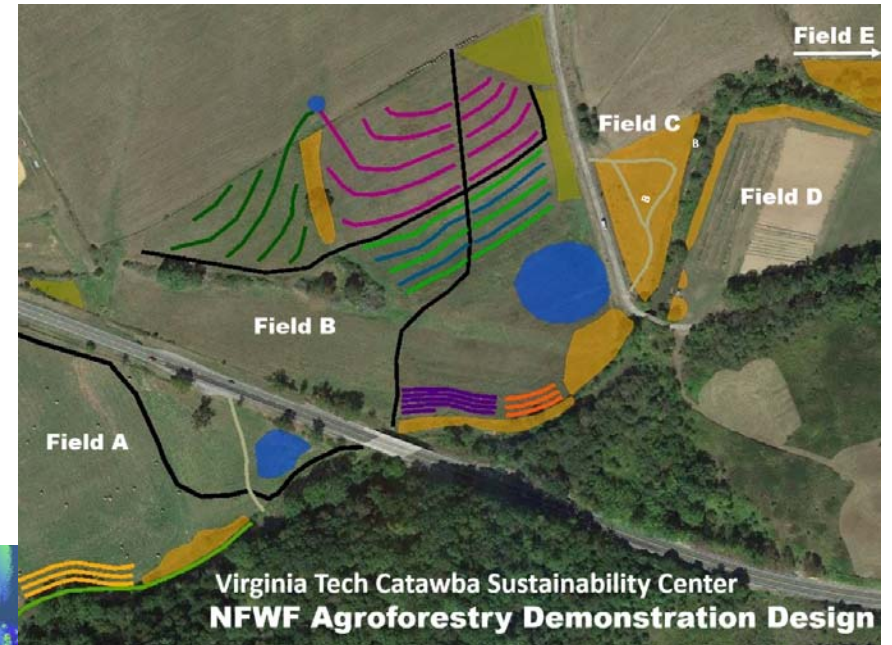 Field E
Field C
B
B
Field D
Field B
Field A
Virginia Tech Catawba Sustainability Center
NFWF Agroforestry Demonstration Design